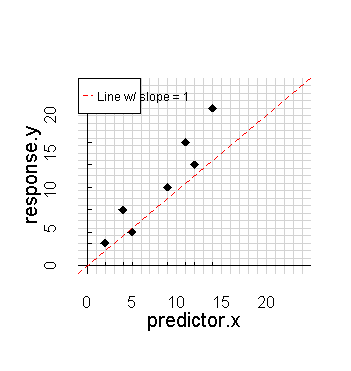 Line w/ slope = 1
response.y
0 5 10 15 20
0 5 10 15 20
predictor.x